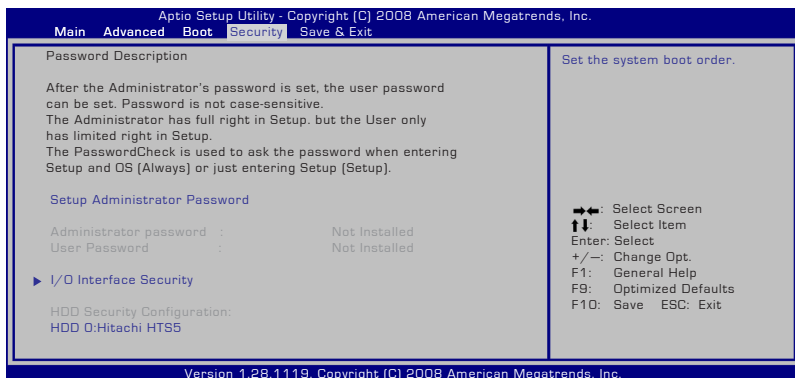 Aptio Setup Utility - Copyright (C) 2008 American Megatrends, Inc.
Main Advanced Boot Security Save & Exit
Password Description
After the Administrator's password is set, the user password
can be set. Password is not case-sensitive.
The Administrator has full right in Setup. but the User only
has limited right in Setup.
The PasswordCheck is used to ask the password when entering
Setup and OS (Always) or just entering Setup (Setup).
Setup Administrator Password
Administrator password : Not Installed
User Password : Not Installed
I/O Interface Security
HDD Security Configuration:
HDD 0:Hitachi HTS5
Set the system boot order.
→←: Select Screen
↑↓: Select Item
Enter: Select
+/—: Change Opt.
F1: General Help
F9: Optimized Defaults
F10: Save ESC: Exit
Version 1.28.1119. Copyright (C) 2008 American Megatrends, Inc.